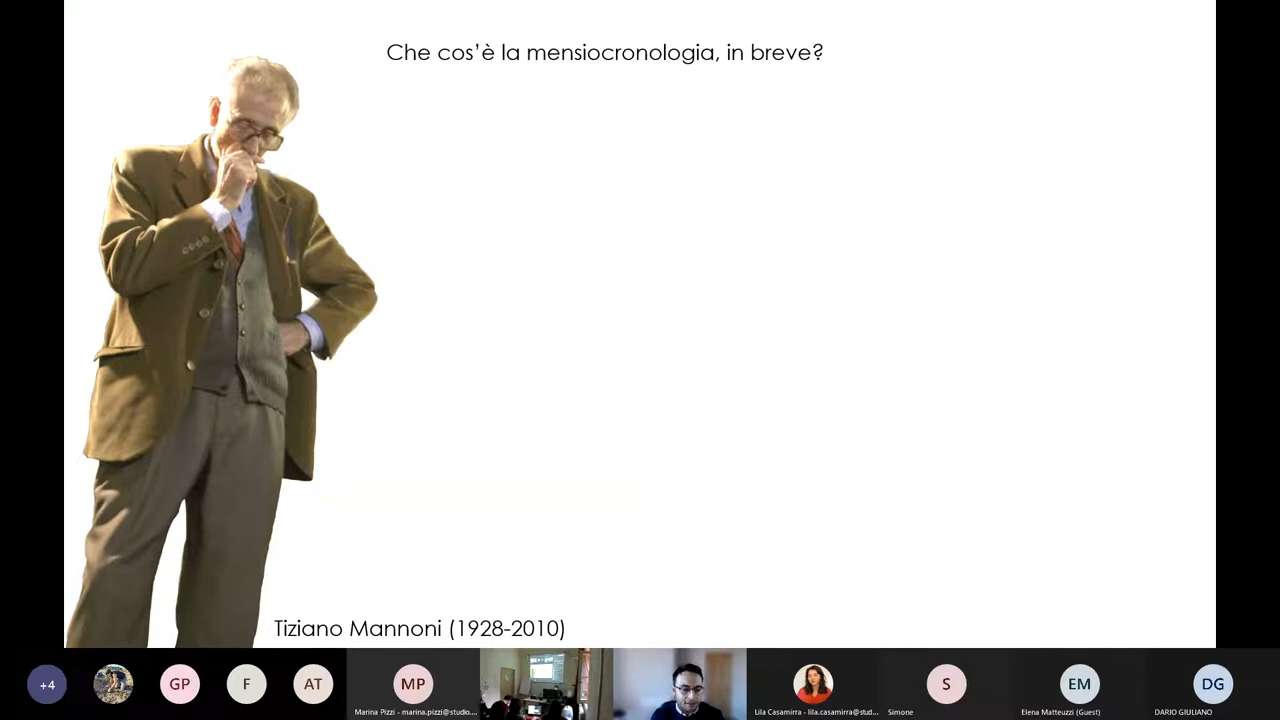 Che cos’è la mensiocronologia, in breve?
Tiziano Mannoni (1928-2010)
+4
GP
F
AT
MP
S
EM
DG
Marina Pizzi - marina.pizzi@studio....
Lila Casamirra - lila.casamirra@stud...
Simone
Elena Matteuzzi (Guest)
DARIO GIULIANO